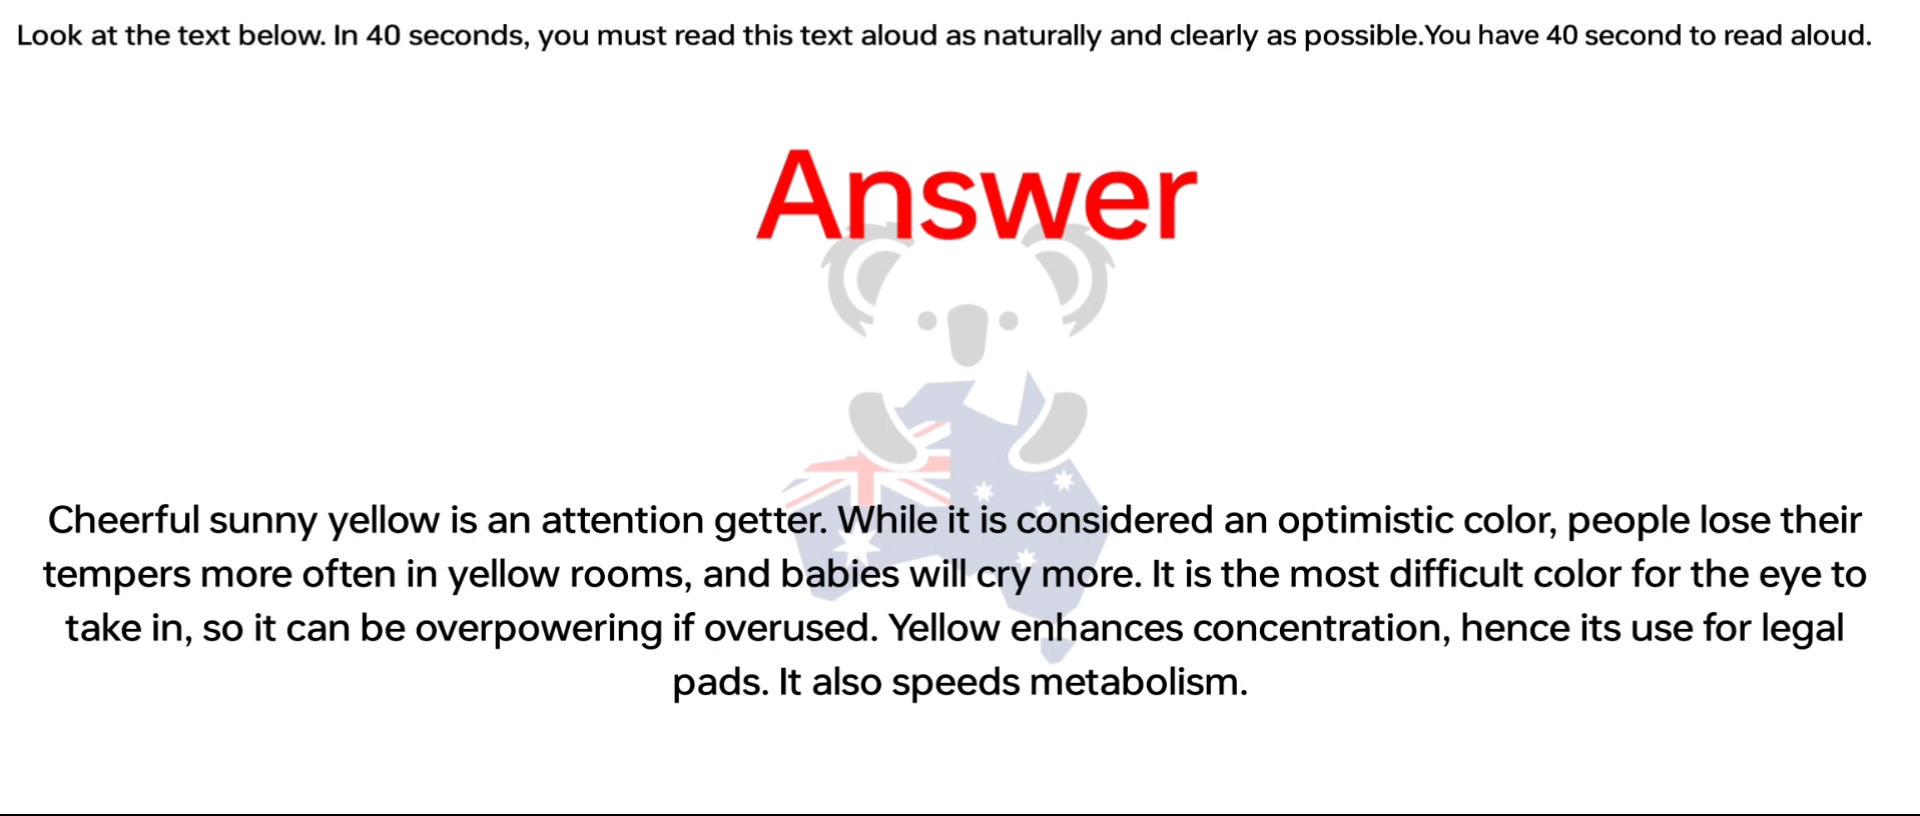 Look at the text below. In 40 seconds, you must read this text aloud as naturally and clearly as possible.You have 40 second to read aloud.
Answer
Cheerful sunny yellow is an attention getter. While it is considered an optimistic color, people lose their
tempers more often in yellow rooms, and babies will cry more. It is the most difficult color for the eye to
take in, so it can be overpowering if overused. Yellow enhances concentration, hence its use for legal
pads. It also speeds metabolism.